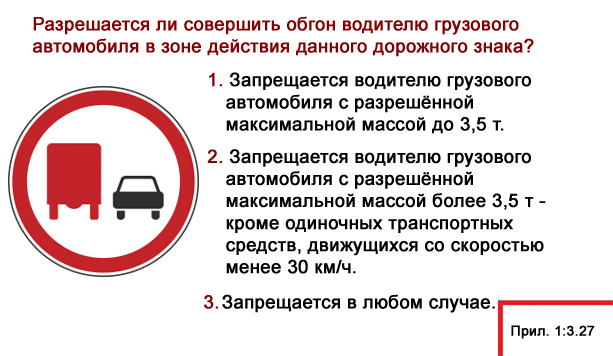 Разрешается ли совершить обгон водителю грузового
автомобиля в зоне действия данного дорожного знака?
1. Запрещается водителю грузового
автомобиля с разрешённой
максимальной массой до 3,5 т.
2. Запрещается водителю грузового
автомобиля с разрешённой
максимальной массой более 3,5 т -
кроме одиночных транспортных
средств, движущихся со скоростью
менее 30 км/ч.
3. Запрещается в любом случае.
Прил. 1:3.27